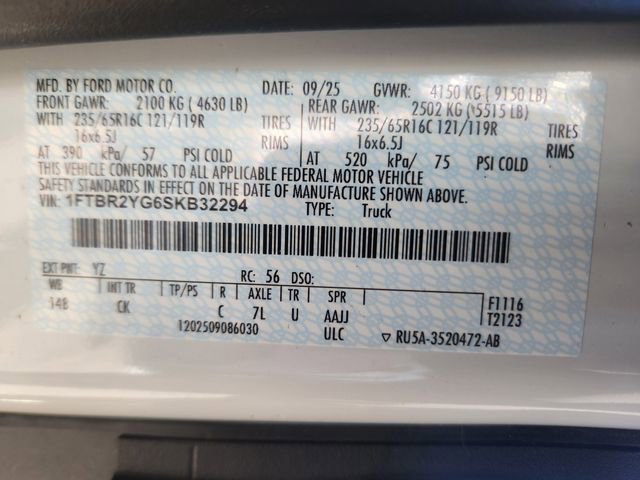 MFD. BY FORD MOTOR CO. DATE: 09/25 GVWR: 4150 KG ( 9150 LB)
FRONT GAWR: 2100 KG ( 4630 LB) REAR GAWR: 2502 KG ( 5515 LB)
WITH 235/65R16C 121/119R TIRES WITH 235/65R16C 121/119R TIRES
16x6.5J RIMS 16x6.5J RIMS
AT 390 kPa/ 57 PSI COLD AT 520 kPa/ 75 PSI COLD
THIS VEHICLE CONFORMS TO ALL APPLICABLE FEDERAL MOTOR VEHICLE
SAFETY STANDARDS IN EFFECT ON THE DATE OF MANUFACTURE SHOWN ABOVE.
VIN: 1FTBR2YG6SKB32294 TYPE: Truck
EXT PNT: YZ RC: 56 DSO:
WB INT TR TP/PS R AXLE TR SPR F1116
148 CK C 7L U AAJJ T2123
1202509086030 ULC ▽ RU5A-3520472-AB